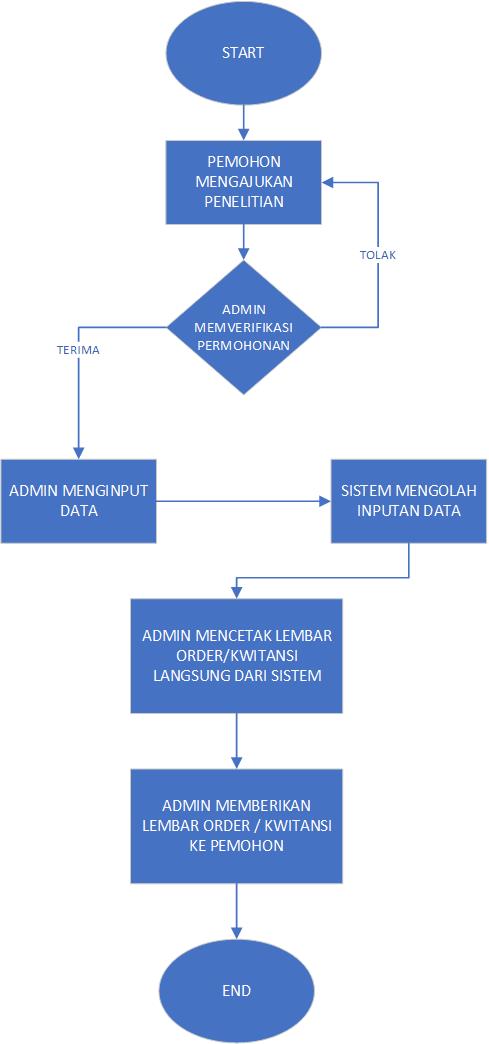 START
PEMOHON
MENGAJUKAN
PENELITIAN
TOLAK
ADMIN
MEMVERIFIKASI
PERMOHONAN
TERIMA
ADMIN MENGINPUT
DATA
SISTEM MENGOLAH
INPUTAN DATA
ADMIN MENCETAK LEMBAR
ORDER/KWITANSI
LANGSUNG DARI SISTEM
ADMIN MEMBERIKAN
LEMBAR ORDER / KWITANSI
KE PEMOHON
END